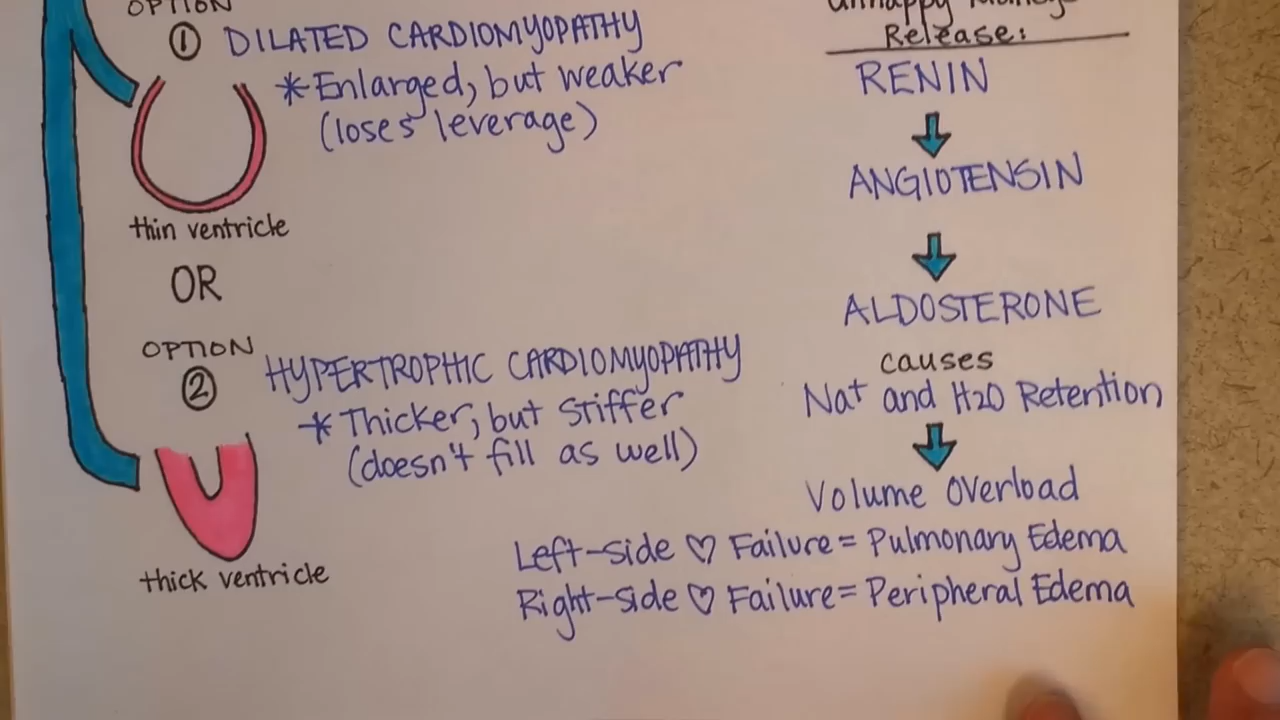 OPTION
① DILATED CARDIOMYOPATHY
*Enlarged, but weaker
(loses leverage)
thin ventricle
OR
OPTION
② HYPERTROPHIC CARDIOMYOPATHY
*Thicker, but stiffer
(doesn't fill as well)
thick ventricle
Unhappy
Release:
RENIN
ANGIOTENSIN
ALDOSTERONE
causes
Na+ and H2O Retention
Volume Overload
Left-side ♡ Failure = Pulmonary Edema
Right-side ♡ Failure = Peripheral Edema